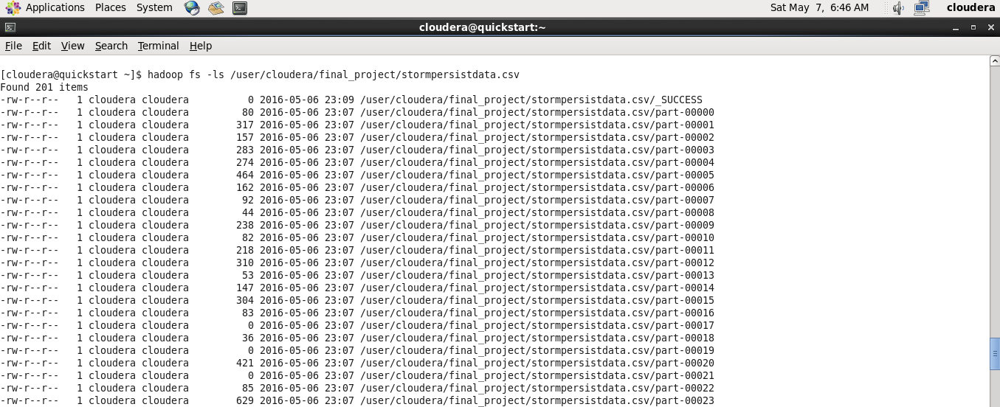 Applications Places System Sat May 7, 6:46 AM cloudera
cloudera@quickstart:~
File Edit View Search Terminal Help
[cloudera@quickstart ~]$ hadoop fs -ls /user/cloudera/final_project/stormpersistdata.csv
Found 201 items
-rw-r--r--   1 cloudera cloudera          0 2016-05-06 23:09 /user/cloudera/final_project/stormpersistdata.csv/_SUCCESS
-rw-r--r--   1 cloudera cloudera         80 2016-05-06 23:07 /user/cloudera/final_project/stormpersistdata.csv/part-00000
-rw-r--r--   1 cloudera cloudera        317 2016-05-06 23:07 /user/cloudera/final_project/stormpersistdata.csv/part-00001
-rw-r--r--   1 cloudera cloudera        157 2016-05-06 23:07 /user/cloudera/final_project/stormpersistdata.csv/part-00002
-rw-r--r--   1 cloudera cloudera        283 2016-05-06 23:07 /user/cloudera/final_project/stormpersistdata.csv/part-00003
-rw-r--r--   1 cloudera cloudera        274 2016-05-06 23:07 /user/cloudera/final_project/stormpersistdata.csv/part-00004
-rw-r--r--   1 cloudera cloudera        464 2016-05-06 23:07 /user/cloudera/final_project/stormpersistdata.csv/part-00005
-rw-r--r--   1 cloudera cloudera        162 2016-05-06 23:07 /user/cloudera/final_project/stormpersistdata.csv/part-00006
-rw-r--r--   1 cloudera cloudera         92 2016-05-06 23:07 /user/cloudera/final_project/stormpersistdata.csv/part-00007
-rw-r--r--   1 cloudera cloudera         44 2016-05-06 23:07 /user/cloudera/final_project/stormpersistdata.csv/part-00008
-rw-r--r--   1 cloudera cloudera        238 2016-05-06 23:07 /user/cloudera/final_project/stormpersistdata.csv/part-00009
-rw-r--r--   1 cloudera cloudera         82 2016-05-06 23:07 /user/cloudera/final_project/stormpersistdata.csv/part-00010
-rw-r--r--   1 cloudera cloudera        218 2016-05-06 23:07 /user/cloudera/final_project/stormpersistdata.csv/part-00011
-rw-r--r--   1 cloudera cloudera        310 2016-05-06 23:07 /user/cloudera/final_project/stormpersistdata.csv/part-00012
-rw-r--r--   1 cloudera cloudera         53 2016-05-06 23:07 /user/cloudera/final_project/stormpersistdata.csv/part-00013
-rw-r--r--   1 cloudera cloudera        147 2016-05-06 23:07 /user/cloudera/final_project/stormpersistdata.csv/part-00014
-rw-r--r--   1 cloudera cloudera        304 2016-05-06 23:07 /user/cloudera/final_project/stormpersistdata.csv/part-00015
-rw-r--r--   1 cloudera cloudera         83 2016-05-06 23:07 /user/cloudera/final_project/stormpersistdata.csv/part-00016
-rw-r--r--   1 cloudera cloudera          0 2016-05-06 23:07 /user/cloudera/final_project/stormpersistdata.csv/part-00017
-rw-r--r--   1 cloudera cloudera         36 2016-05-06 23:07 /user/cloudera/final_project/stormpersistdata.csv/part-00018
-rw-r--r--   1 cloudera cloudera          0 2016-05-06 23:07 /user/cloudera/final_project/stormpersistdata.csv/part-00019
-rw-r--r--   1 cloudera cloudera        421 2016-05-06 23:07 /user/cloudera/final_project/stormpersistdata.csv/part-00020
-rw-r--r--   1 cloudera cloudera          0 2016-05-06 23:07 /user/cloudera/final_project/stormpersistdata.csv/part-00021
-rw-r--r--   1 cloudera cloudera         85 2016-05-06 23:07 /user/cloudera/final_project/stormpersistdata.csv/part-00022
-rw-r--r--   1 cloudera cloudera        629 2016-05-06 23:07 /user/cloudera/final_project/stormpersistdata.csv/part-00023